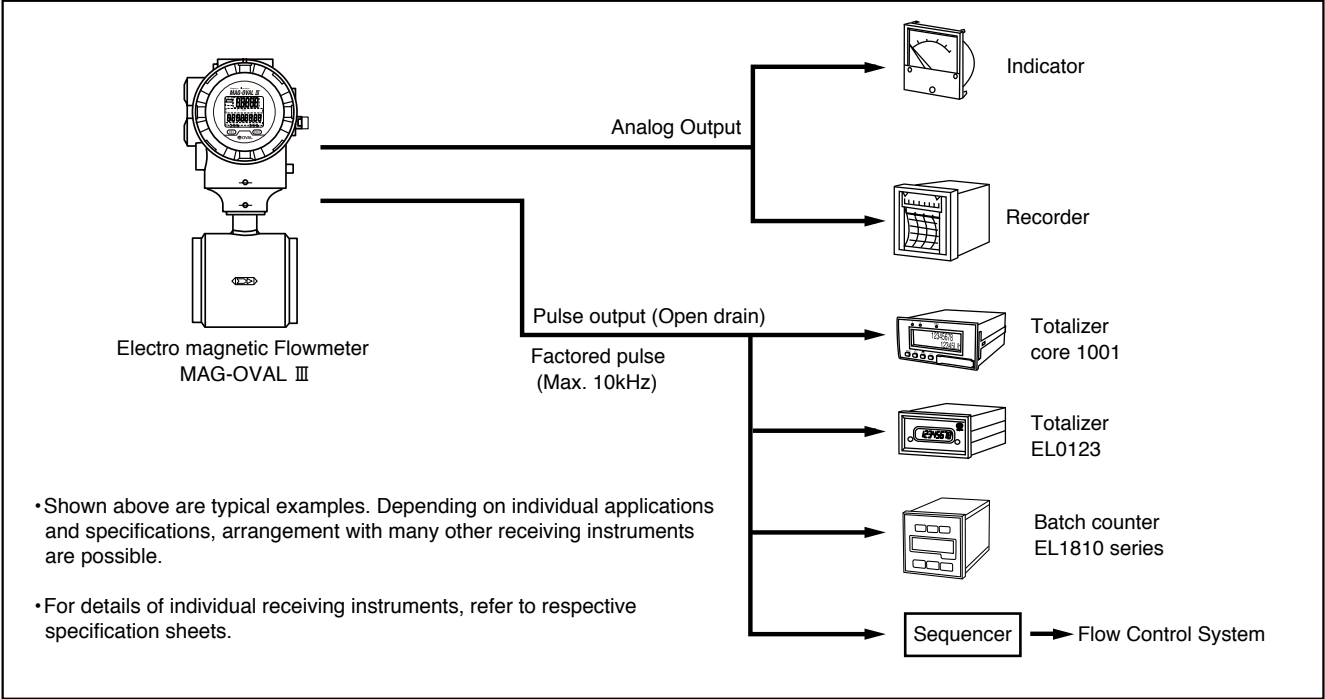 MAG-OVAL Ⅲ
OVAL
Electro magnetic Flowmeter
MAG-OVAL Ⅲ
Analog Output
Indicator
Recorder
Pulse output (Open drain)
Factored pulse
(Max. 10kHz)
12345678
Totalizer
core 1001
12345678
Totalizer
EL0123
Batch counter
EL1810 series
Sequencer
Flow Control System
・Shown above are typical examples. Depending on individual applications
and specifications, arrangement with many other receiving instruments
are possible.
・For details of individual receiving instruments, refer to respective
specification sheets.